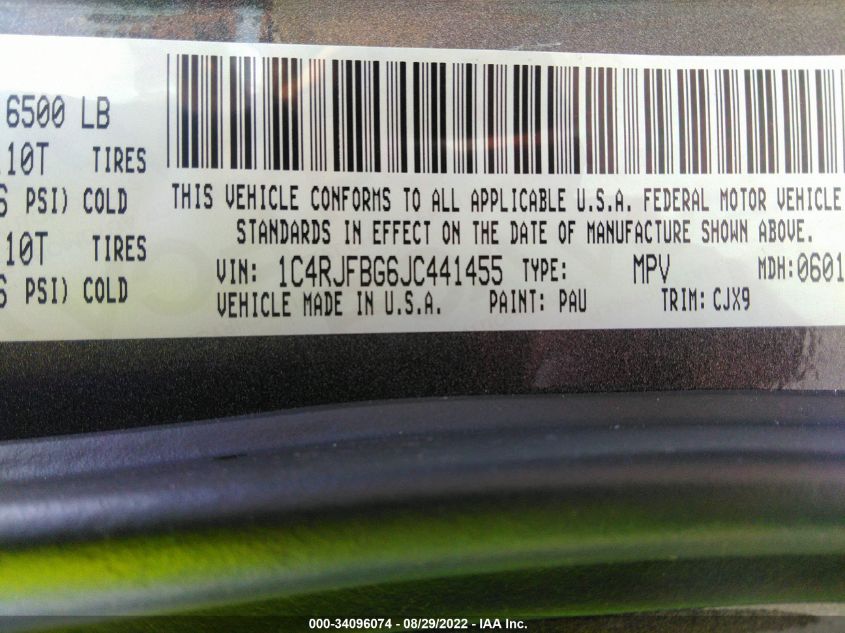 6500 LB
10T TIRES
PSI) COLD
THIS VEHICLE CONFORMS TO ALL APPLICABLE U.S.A. FEDERAL MOTOR VEHICLE
10T TIRES
STANDARDS IN EFFECT ON THE DATE OF MANUFACTURE SHOWN ABOVE.
PSI) COLD
VIN: 1C4RJFBG6JC441455 TYPE: MPV MDH:0601
VEHICLE MADE IN U.S.A. PAINT: PAU TRIM: CJX9
000-34096074 - 08/29/2022 - IAA Inc.